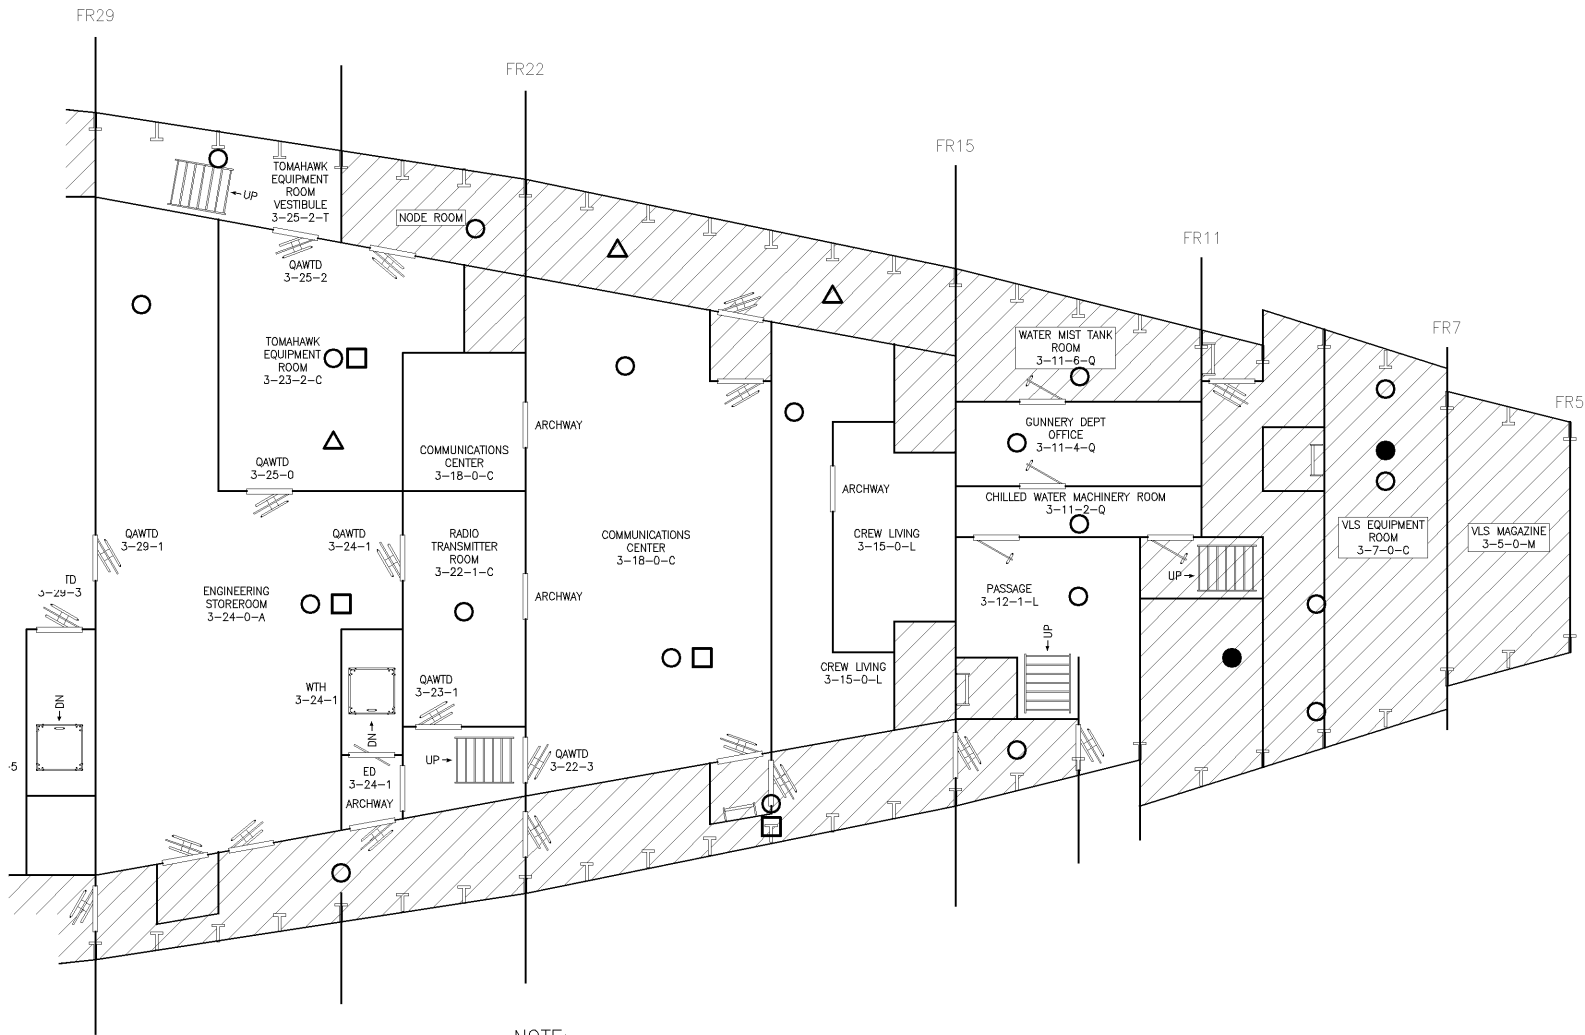 FR29
FR22
FR15
FR11
FR7
FR5
TOMAHAWK
EQUIPMENT
ROOM
VESTIBULE
3-25-2-T
UP
NODE ROOM
QAWTD
3-25-2
TOMAHAWK
EQUIPMENT
ROOM
3-23-2-C
WATER MIST TANK
ROOM
3-11-6-Q
ARCHWAY
GUNNERY DEPT
OFFICE
3-11-4-Q
COMMUNICATIONS
CENTER
3-18-0-C
QAWTD
3-25-0
ARCHWAY
CHILLED WATER MACHINERY ROOM
3-11-2-Q
QAWTD
3-29-1
QAWTD
3-24-1
RADIO
TRANSMITTER
ROOM
3-22-1-C
COMMUNICATIONS
CENTER
3-18-0-C
CREW LIVING
3-15-0-L
VLS EQUIPMENT
ROOM
3-7-0-C
VLS MAGAZINE
3-5-0-M
TD
3-29-3
ENGINEERING
STOREROOM
3-24-0-A
ARCHWAY
PASSAGE
3-12-1-L
UP
UP
CREW LIVING
3-15-0-L
WTH
3-24-1
QAWTD
3-23-1
DN
DN
UP
QAWTD
3-22-3
-5
ED
3-24-1
ARCHWAY
NOTE: